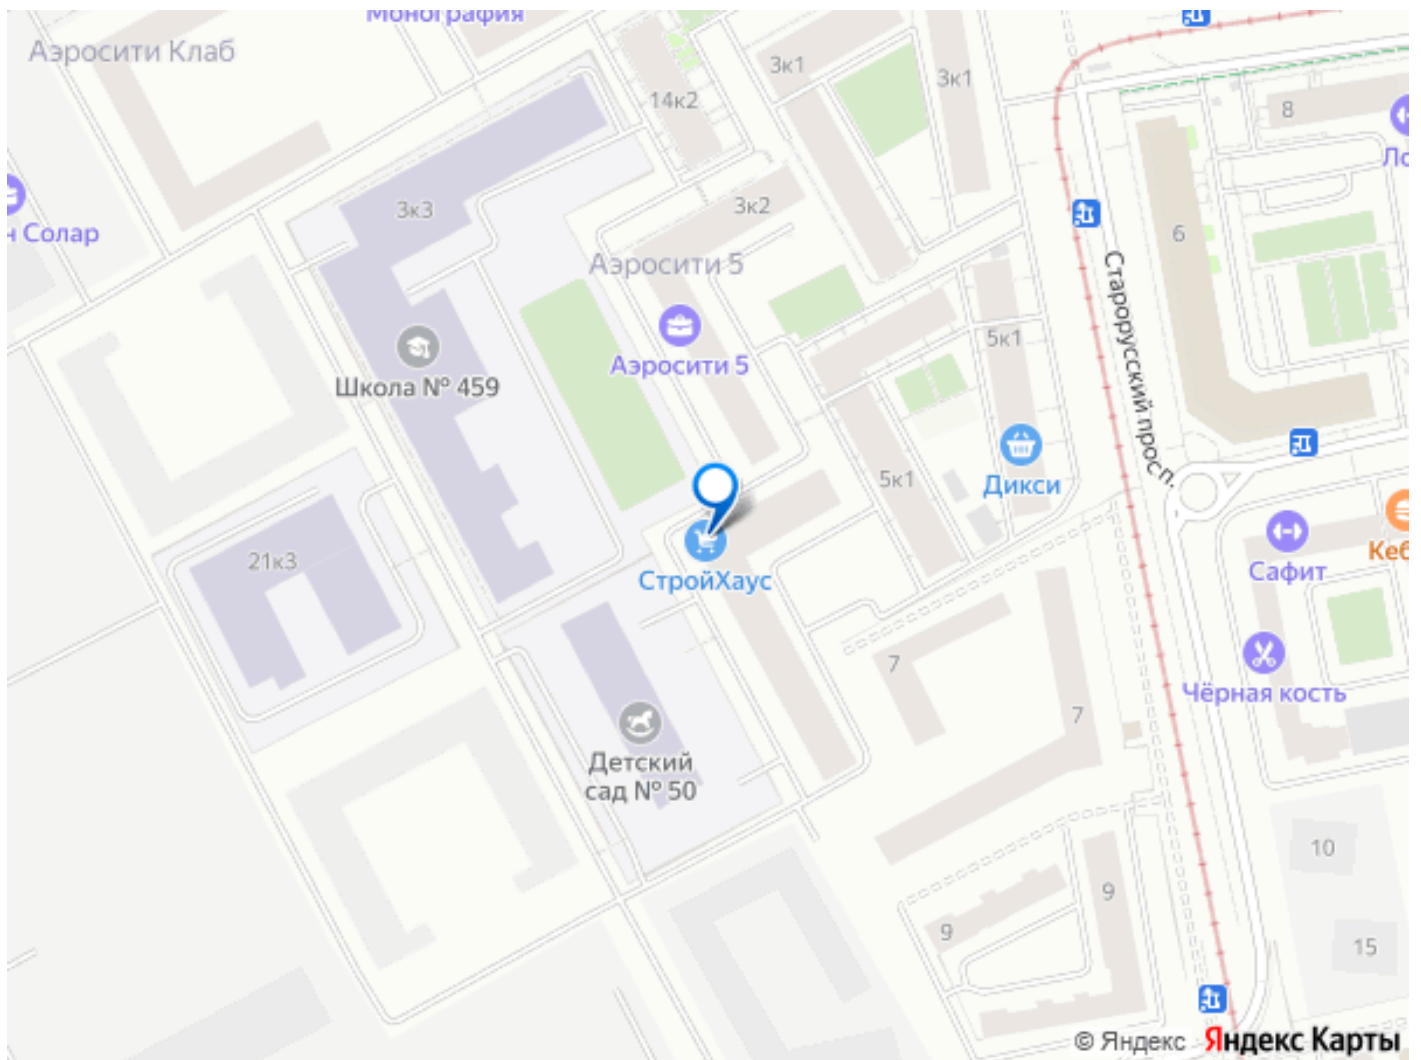 Монография
Аэросити Клаб
3к1
3к1
14к2
8
3к3
3к2
6
Солар
Аэросити 5
Старорусский просп.
5к1
Аэросити 5
Школа № 459
5к1
Дикси
21к3
СтройХаус
Сафит
7
7
Чёрная кость
Детский
сад № 50
10
9
9
15
© Яндекс Яндекс Карты